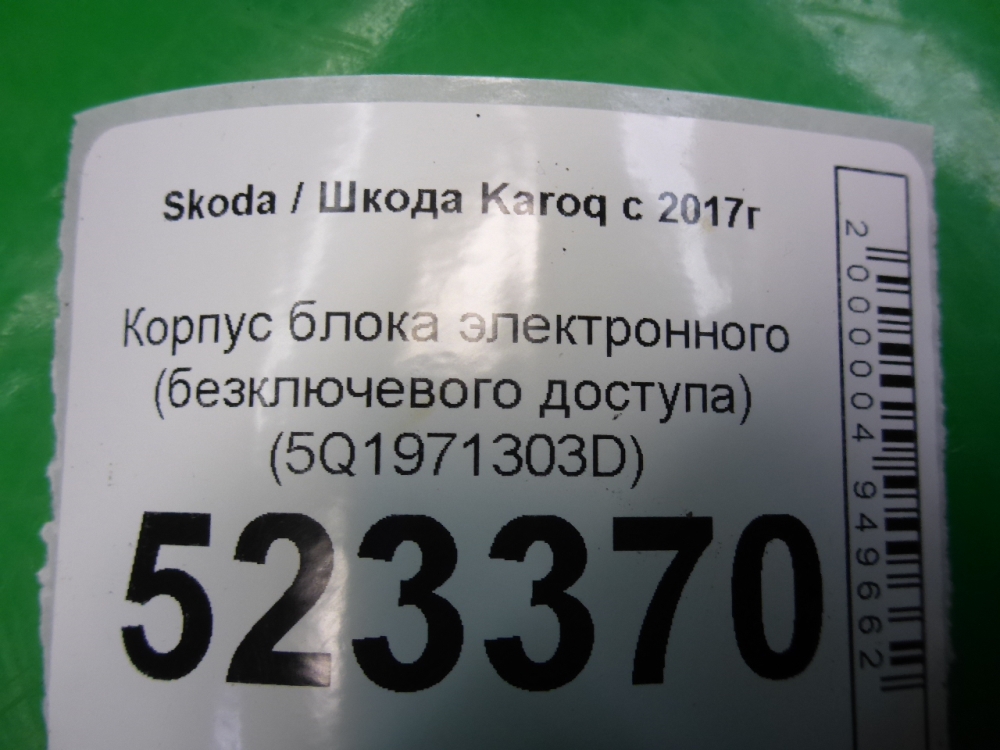 Skoda / Шкода Karoq с 2017г
Корпус блока электронного
(безключевого доступа)
(5Q1971303D)
523370
2000004949662